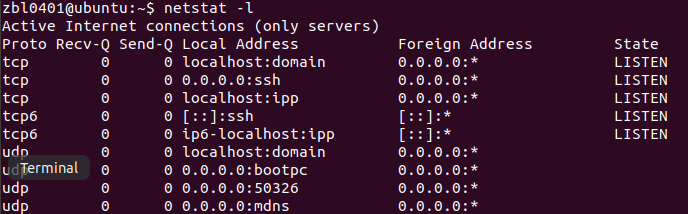 zbl0401@ubuntu:~$ netstat -l
Active Internet connections (only servers)
Proto Recv-Q Send-Q Local Address           Foreign Address         State
tcp        0      0 localhost:domain        0.0.0.0:*               LISTEN
tcp        0      0 0.0.0.0:ssh             0.0.0.0:*               LISTEN
tcp        0      0 localhost:ipp           0.0.0.0:*               LISTEN
tcp6       0      0 [::]:ssh                [::]:*                  LISTEN
tcp6       0      0 ip6-localhost:ipp       [::]:*                  LISTEN
udp        0      0 localhost:domain        0.0.0.0:*
Terminal
udp        0      0 0.0.0.0:bootpc          0.0.0.0:*
udp        0      0 0.0.0.0:50326           0.0.0.0:*
udp        0      0 0.0.0.0:mdns            0.0.0.0:*